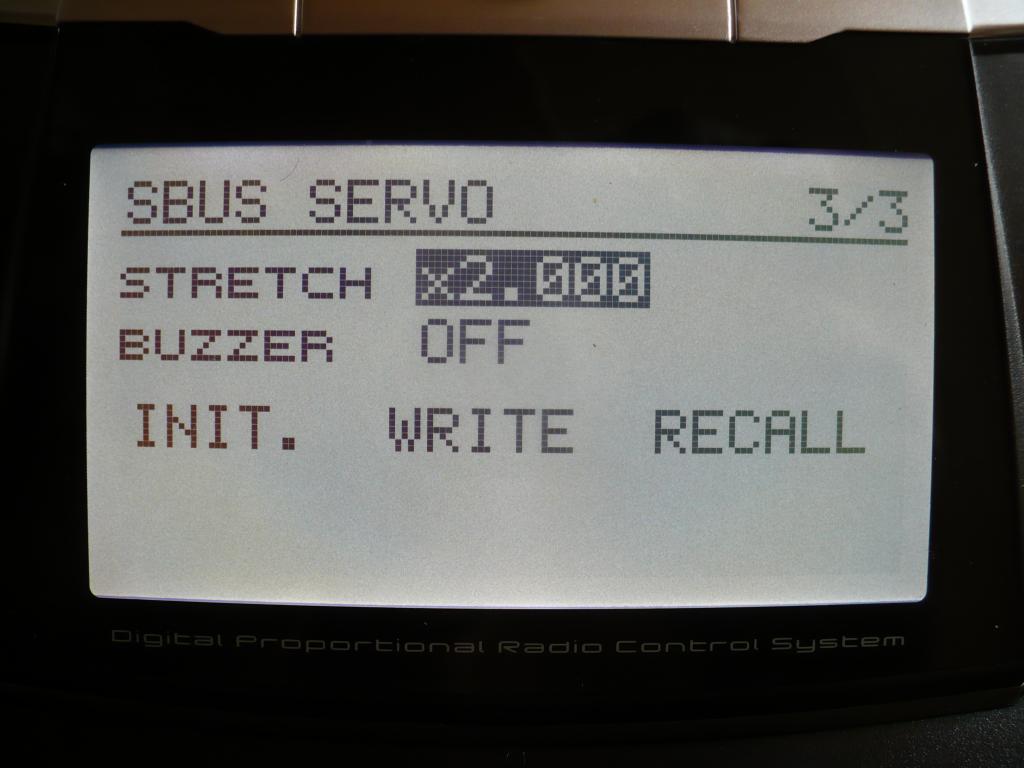 SBUS SERVO 3/3
STRETCH x2.000
BUZZER OFF
INIT. WRITE RECALL
Digital Proportional Radio Control System